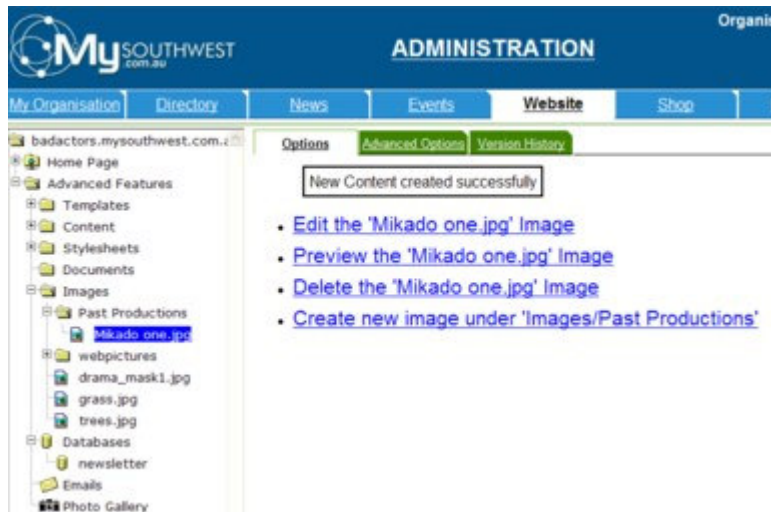 Organis
MySOUTHWEST
.com.au
ADMINISTRATION
My Organisation Directory News Events Website Shop
badactors.mysouthwest.com.a
Home Page
Advanced Features
Templates
Content
Stylesheets
Documents
Images
Past Productions
Mikado one.jpg
webpictures
drama_mask1.jpg
grass.jpg
trees.jpg
Databases
newsletter
Emails
Photo Gallery
Options Advanced Options Version History
New Content created successfully
Edit the 'Mikado one.jpg' Image
Preview the 'Mikado one.jpg' Image
Delete the 'Mikado one.jpg' Image
Create new image under 'Images/Past Productions'